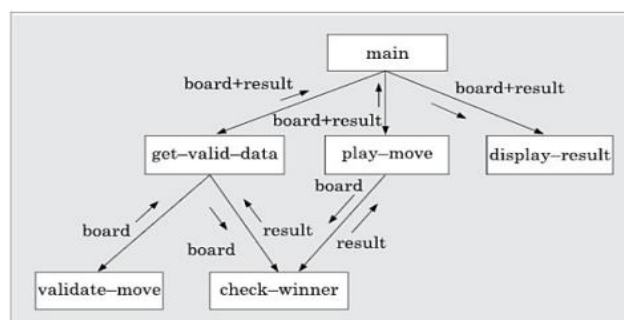 main
board+result
board+result
board+result
get–valid–data
play–move
display–result
board
board
result
board
result
validate–move
check–winner